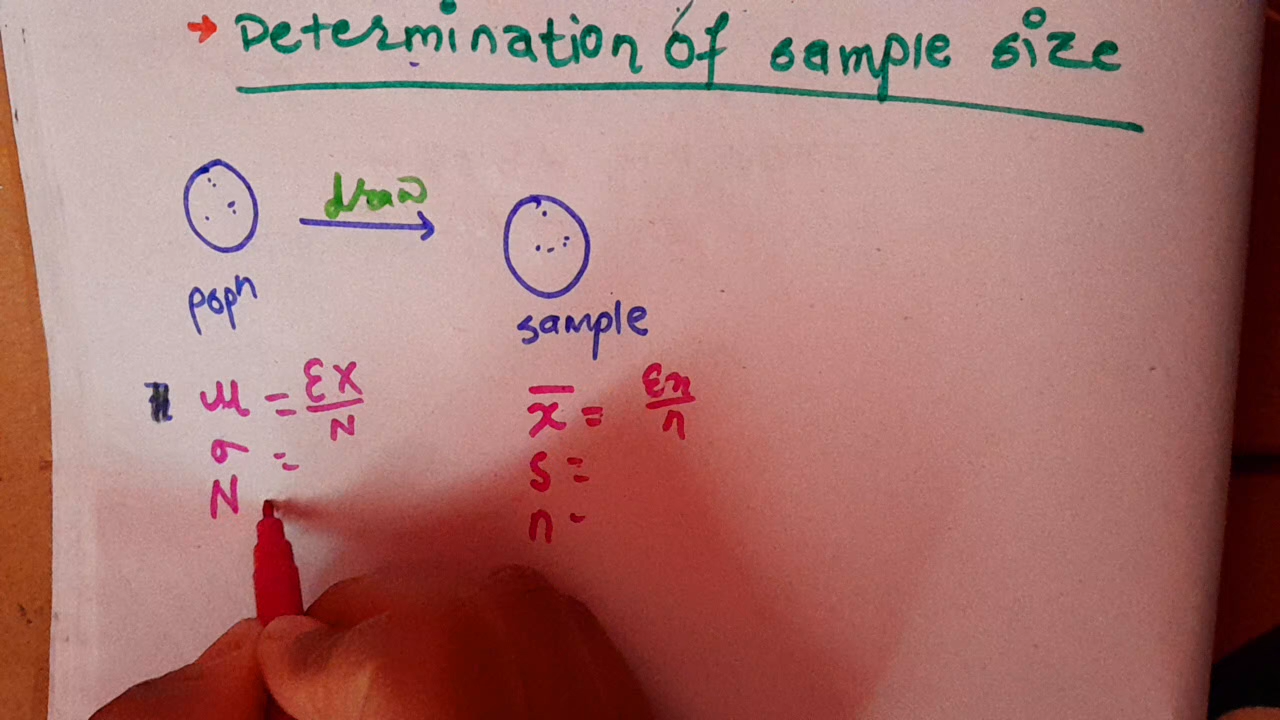 → Determination of sample size
draw
popn
sample
μ = Σx/N
x̄ = Σx/n
σ =
s =
N
n -